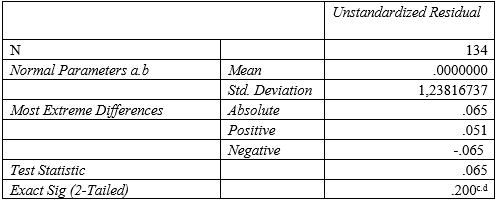 Unstandardized Residual
N 134
Normal Parameters a.b Mean .0000000
Std. Deviation 1,23816737
Most Extreme Differences Absolute .065
Positive .051
Negative -.065
Test Statistic .065
Exact Sig (2-Tailed) .200c.d